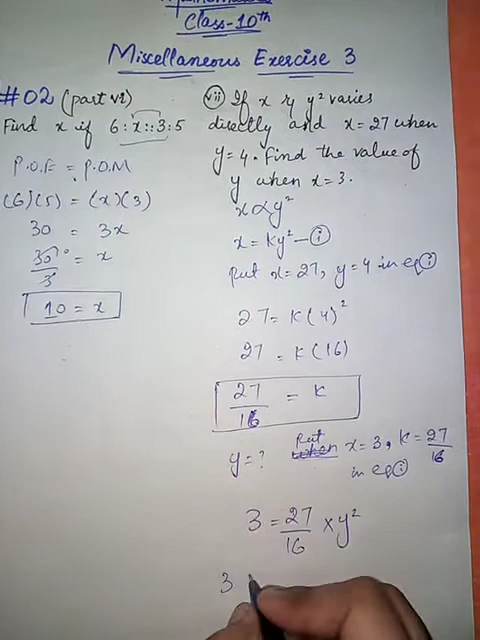 Class-10th
Miscellaneous Exercise 3
#02 (part vi)
Find x if 6:x::3:5
P.O.E = P.O.M
(6)(5) = (x)(3)
30 = 3x
30/3 = x
10 = x
(vii) If x & y² varies
directly and x=27 when
y=4. Find the value of
y when x=3.
x∝y²
x = Ky² – (i)
Put x=27, y=4 in eq(i)
27 = K(4)²
27 = K(16)
27/16 = K
y=? Put x=3, K=27/16
in eq(i)
3 = 27/16 × y²
3